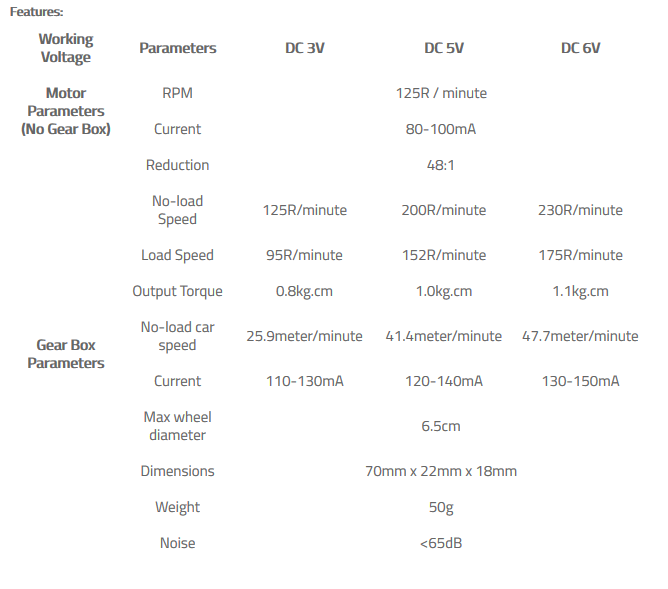 Features:
Working Voltage Parameters DC 3V DC 5V DC 6V
Motor Parameters (No Gear Box) RPM 125R / minute
Current 80-100mA
Gear Box Parameters Reduction 48:1
No-load Speed 125R/minute 200R/minute 230R/minute
Load Speed 95R/minute 152R/minute 175R/minute
Output Torque 0.8kg.cm 1.0kg.cm 1.1kg.cm
No-load car speed 25.9meter/minute 41.4meter/minute 47.7meter/minute
Current 110-130mA 120-140mA 130-150mA
Max wheel diameter 6.5cm
Dimensions 70mm x 22mm x 18mm
Weight 50g
Noise <65dB